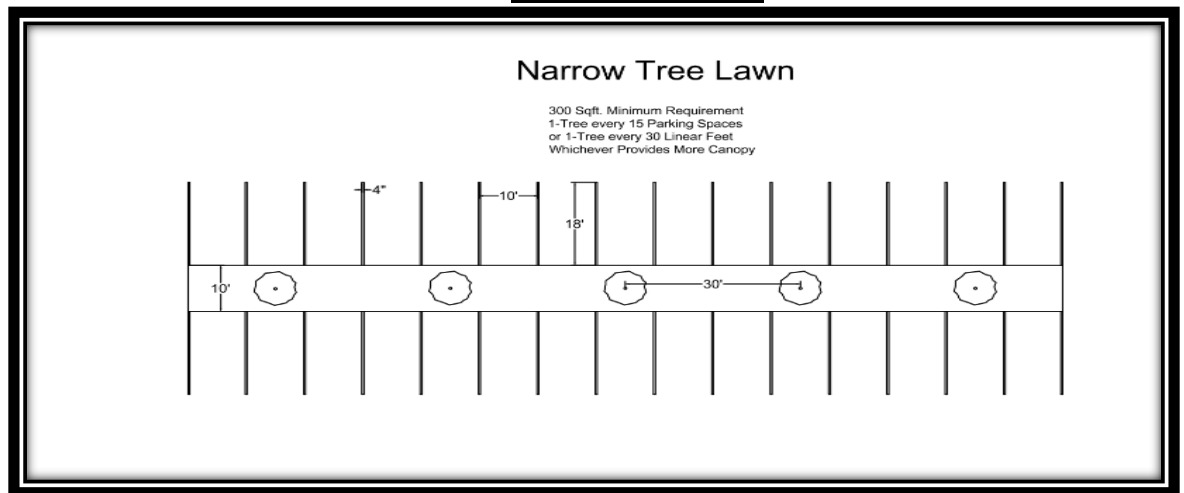 Narrow Tree Lawn
300 Sqft. Minimum Requirement
1-Tree every 15 Parking Spaces
or 1-Tree every 30 Linear Feet
Whichever Provides More Canopy
4"
10'
18'
10'
30'